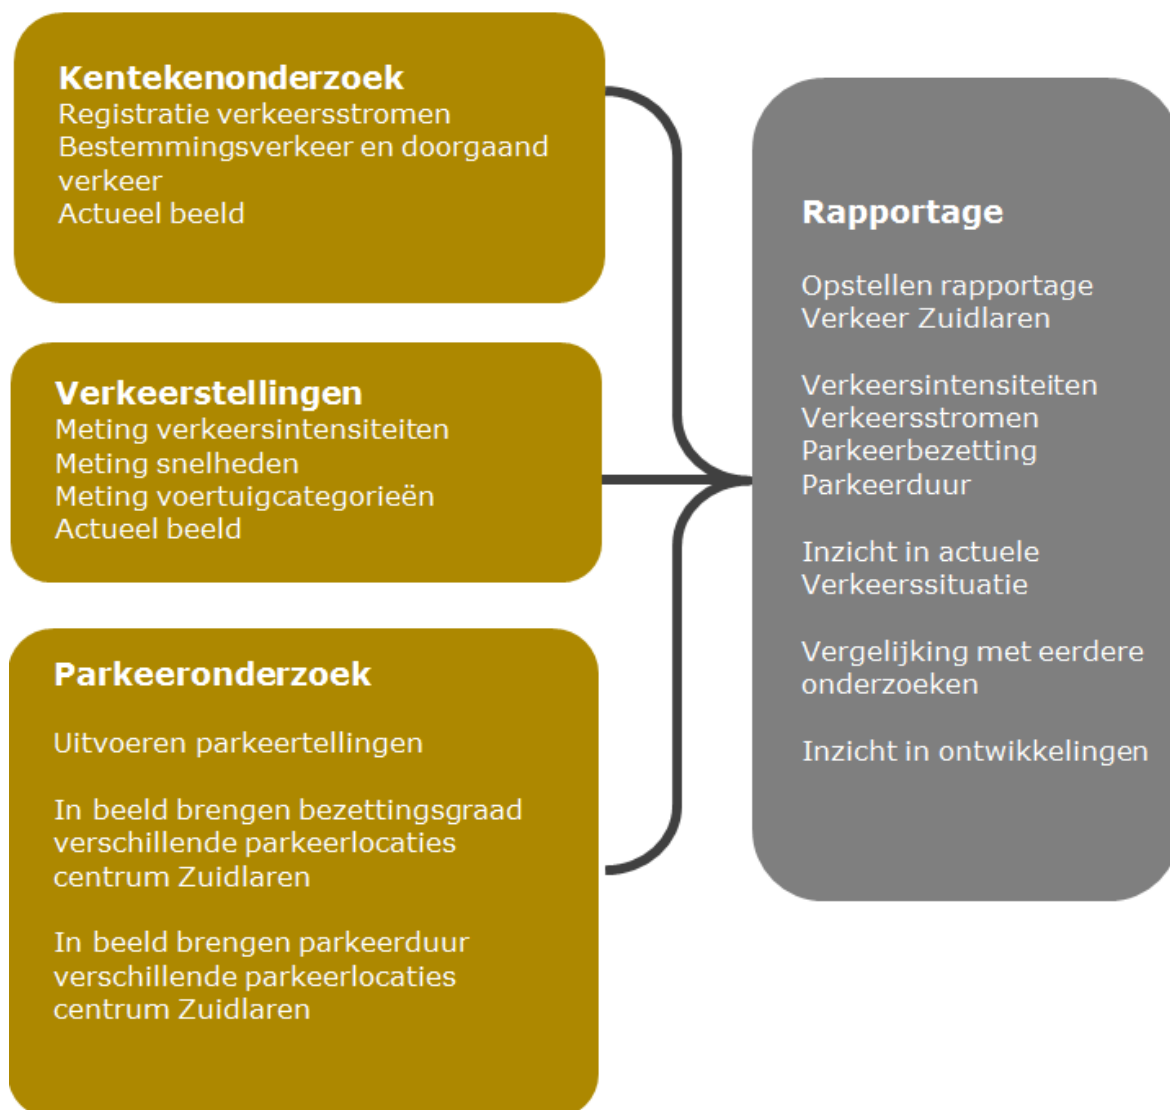 Kentekenonderzoek
Registratie verkeersstromen
Bestemmingsverkeer en doorgaand
verkeer
Actueel beeld
Verkeerstellingen
Meting verkeersintensiteiten
Meting snelheden
Meting voertuigcategorieën
Actueel beeld
Parkeeronderzoek
Uitvoeren parkeertellingen
In beeld brengen bezettingsgraad
verschillende parkeerlocaties
centrum Zuidlaren
In beeld brengen parkeerduur
verschillende parkeerlocaties
centrum Zuidlaren
Rapportage
Opstellen rapportage
Verkeer Zuidlaren
Verkeersintensiteiten
Verkeersstromen
Parkeerbezetting
Parkeerduur
Inzicht in actuele
Verkeerssituatie
Vergelijking met eerdere
onderzoeken
Inzicht in ontwikkelingen